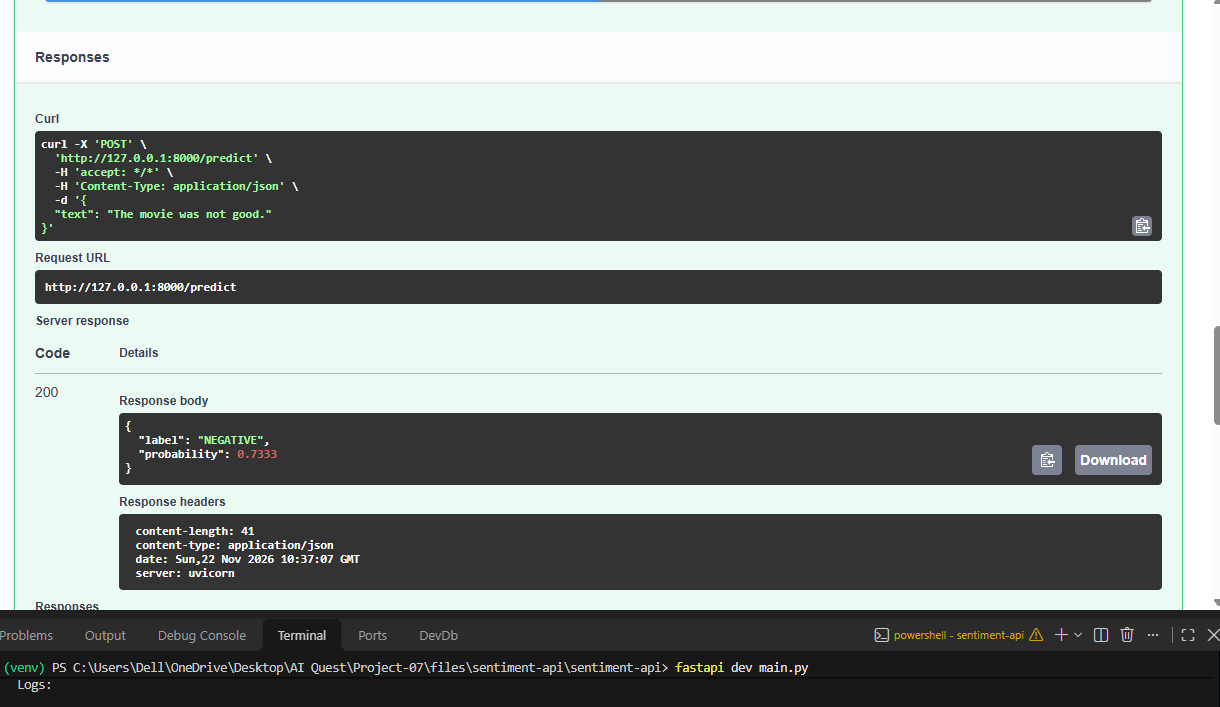 Responses
Curl
curl -X 'POST' \
  'http://127.0.0.1:8000/predict' \
  -H 'accept: */*' \
  -H 'Content-Type: application/json' \
  -d '{
  "text": "The movie was not good."
}'
Request URL
http://127.0.0.1:8000/predict
Server response
Code Details
200
Response body
{
  "label": "NEGATIVE",
  "probability": 0.7333
}
Download
Response headers
content-length: 41
content-type: application/json
date: Sun,22 Nov 2026 10:37:07 GMT
server: uvicorn
Responses
Problems Output Debug Console Terminal Ports DevDb powershell - sentiment-api
(venv) PS C:\Users\Dell\OneDrive\Desktop\AI Quest\Project-07\files\sentiment-api\sentiment-api> fastapi dev main.py
Logs: